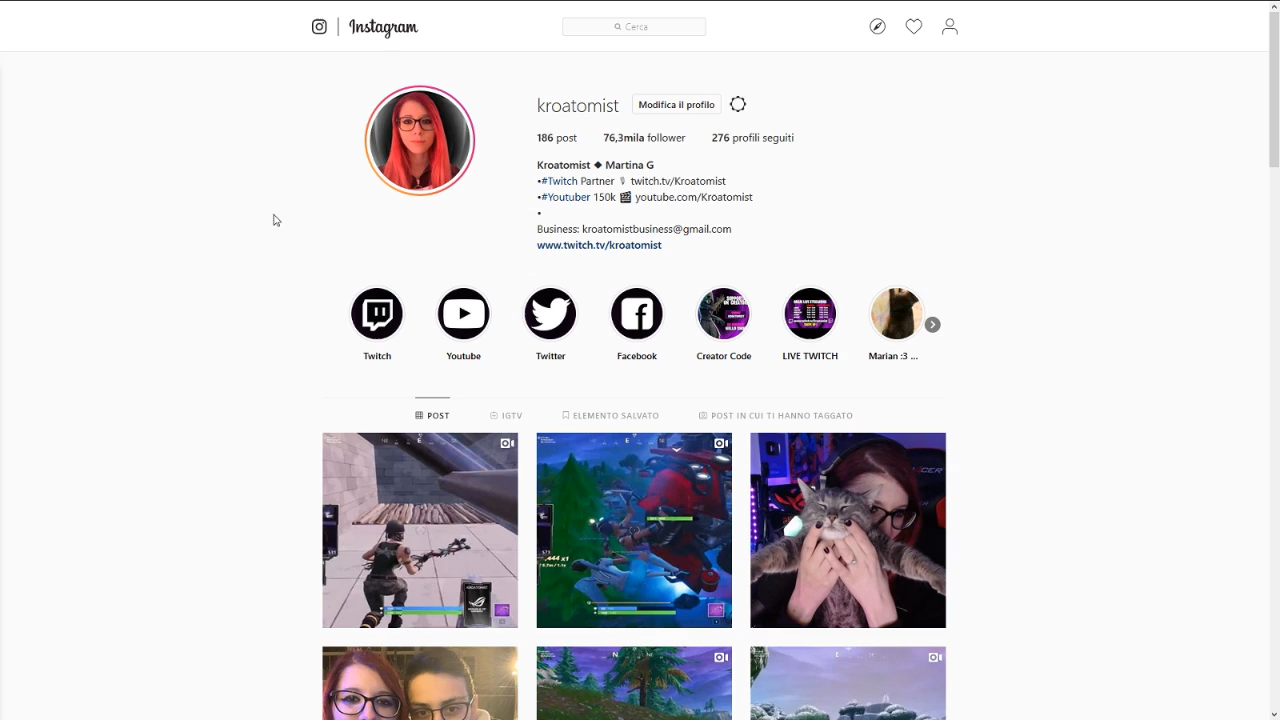 Instagram
Cerca
kroatomist Modifica il profilo
186 post 76,3mila follower 276 profili seguiti
Kroatomist ◆ Martina G
•#Twitch Partner 🎙 twitch.tv/Kroatomist
•#Youtuber 150k 🎬 youtube.com/Kroatomist
•
Business: kroatomistbusiness@gmail.com
www.twitch.tv/kroatomist
Twitch Youtube Twitter Facebook Creator Code LIVE TWITCH Marian :3 ...
POST IGTV ELEMENTO SALVATO POST IN CUI TI HANNO TAGGATO